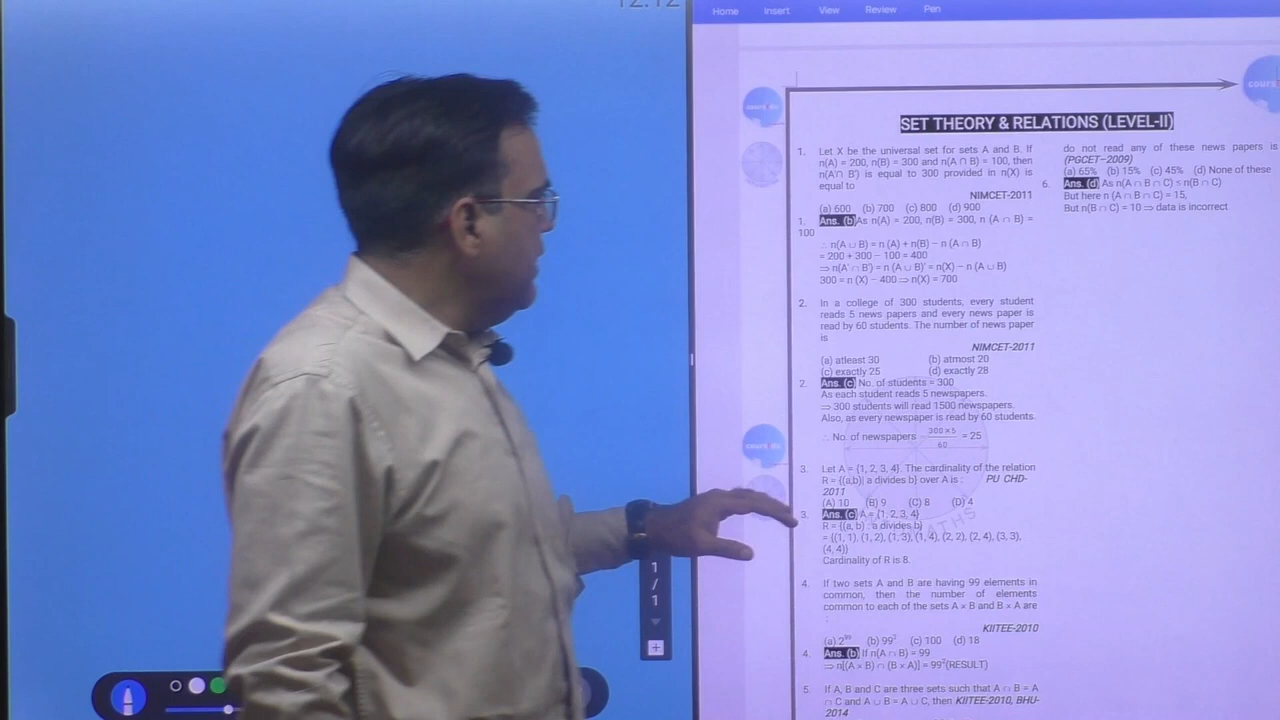 12:12
Home Insert View Review Pen
cours
SET THEORY & RELATIONS (LEVEL-II)
1. Let X be the universal set for sets A and B. If
n(A) = 200, n(B) = 300 and n(A ∩ B) = 100, then
n(A'∩ B') is equal to 300 provided in n(X) is
equal to
NIMCET-2011
(a) 600 (b) 700 (c) 800 (d) 900
1. Ans. (b) As n(A) = 200, n(B) = 300, n (A ∩ B) =
100
∴ n(A ∪ B) = n (A) + n(B) − n (A ∩ B)
= 200 + 300 − 100 = 400
⇒ n(A' ∩ B') = n (A ∪ B)' = n(X) − n (A ∪ B)
300 = n (X) − 400 ⇒ n(X) = 700
2. In a college of 300 students, every student
reads 5 news papers and every news paper is
read by 60 students. The number of news paper
is
NIMCET-2011
(a) atleast 30 (b) atmost 20
(c) exactly 25 (d) exactly 28
2. Ans. (c) No. of students = 300
As each student reads 5 newspapers.
⇒ 300 students will read 1500 newspapers.
Also, as every newspaper is read by 60 students.
∴ No. of newspapers = 300 × 5 / 60 = 25
3. Let A = {1, 2, 3, 4}. The cardinality of the relation
R = {(a,b)| a divides b} over A is : PU CHD-
2011
(A) 10 (B) 9 (C) 8 (D) 4
3. Ans. (c) A = {1, 2, 3, 4}
R = {(a, b) : a divides b}
= {(1, 1), (1, 2), (1, 3), (1, 4), (2, 2), (2, 4), (3, 3),
(4, 4)}
Cardinality of R is 8.
4. If two sets A and B are having 99 elements in
common, then the number of elements
common to each of the sets A × B and B × A are
:
KIITEE-2010
(a) 2⁹⁹ (b) 99² (c) 100 (d) 18
4. Ans. (b) If n(A ∩ B) = 99
⇒ n[(A × B) ∩ (B × A)] = 99² (RESULT)
5. If A, B and C are three sets such that A ∩ B = A
∩ C and A ∪ B = A ∪ C, then KIITEE-2010, BHU-
2014
do not read any of these news papers is
(PGCET–2009)
(a) 65% (b) 15% (c) 45% (d) None of these
6. Ans. (d) As n(A ∩ B ∩ C) ≤ n(B ∩ C)
But here n (A ∩ B ∩ C) = 15,
But n(B ∩ C) = 10 ⇒ data is incorrect
1
/
1